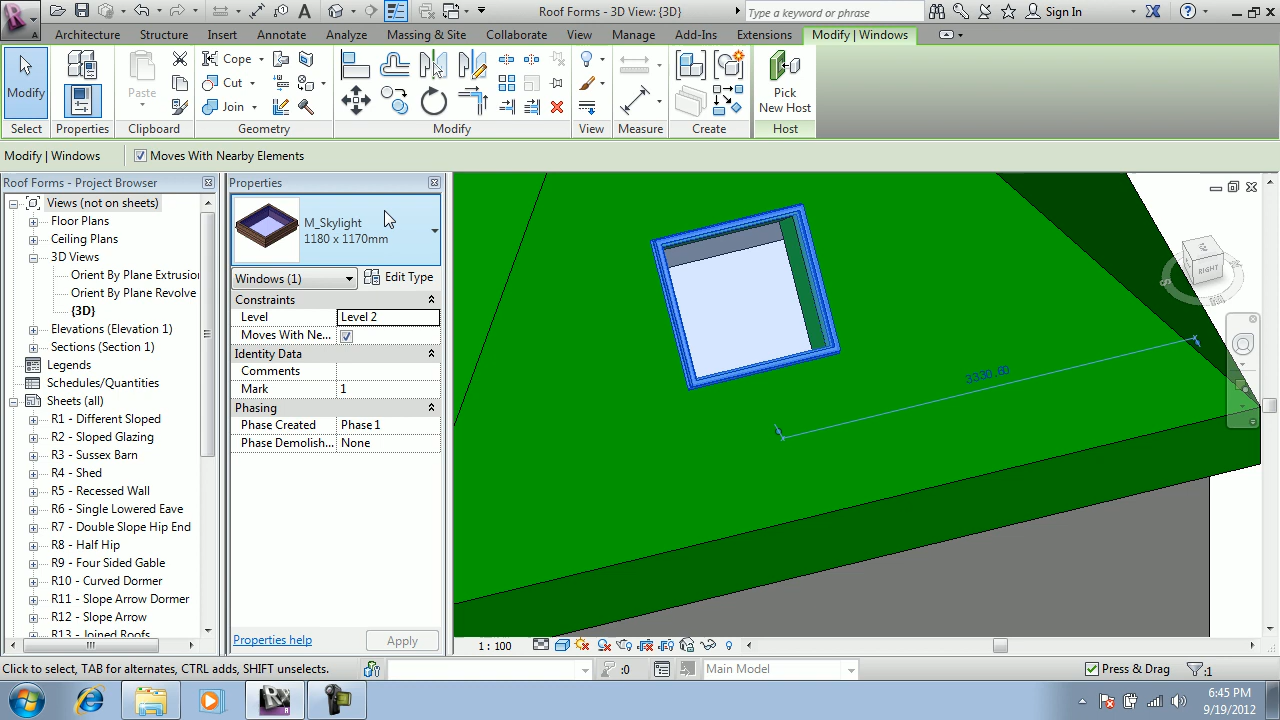 Roof Forms - 3D View: {3D}
Type a keyword or phrase
Sign In
Architecture Structure Insert Annotate Analyze Massing & Site Collaborate View Manage Add-Ins Extensions Modify | Windows
Modify
Paste
Cope
Cut
Join
Pick
New Host
Select Properties Clipboard Geometry Modify View Measure Create Host
Modify | Windows
Moves With Nearby Elements
Roof Forms - Project Browser
Views (not on sheets)
Floor Plans
Ceiling Plans
3D Views
Orient By Plane Extrusion
Orient By Plane Revolve
{3D}
Elevations (Elevation 1)
Sections (Section 1)
Legends
Schedules/Quantities
Sheets (all)
R1 - Different Sloped
R2 - Sloped Glazing
R3 - Sussex Barn
R4 - Shed
R5 - Recessed Wall
R6 - Single Lowered Eave
R7 - Double Slope Hip End
R8 - Half Hip
R9 - Four Sided Gable
R10 - Curved Dormer
R11 - Slope Arrow Dormer
R12 - Slope Arrow
R13 - Joined Roofs
Properties
M_Skylight
1180 x 1170mm
Windows (1)
Edit Type
Constraints
Level Level 2
Moves With Ne...
Identity Data
Comments
Mark 1
Phasing
Phase Created Phase 1
Phase Demolish... None
Properties help
Apply
3330.80
RIGHT
S
1 : 100
Click to select, TAB for alternates, CTRL adds, SHIFT unselects.
:0
Main Model
Press & Drag
:1
6:45 PM
9/19/2012